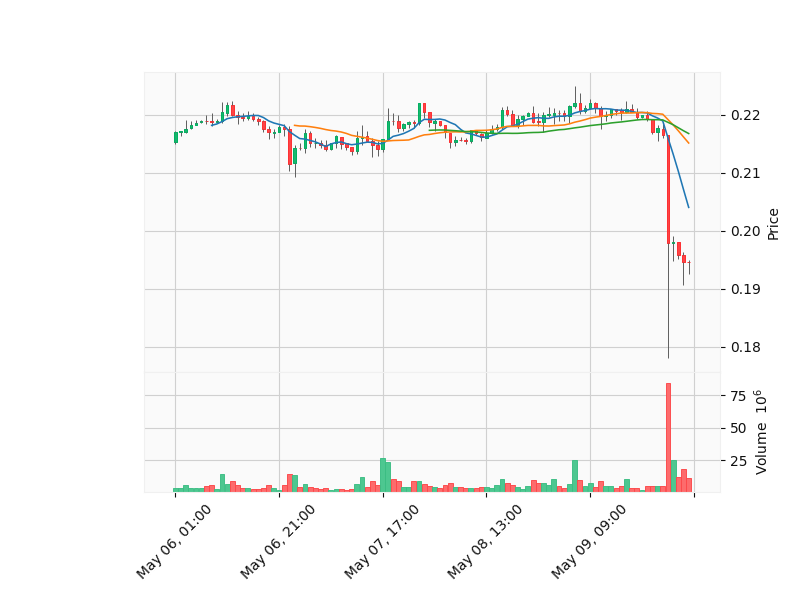 0.22
0.21
0.20
0.19
0.18
Price
75
50
25
Volume 10^6
May 06, 01:00
May 06, 21:00
May 07, 17:00
May 08, 13:00
May 09, 09:00